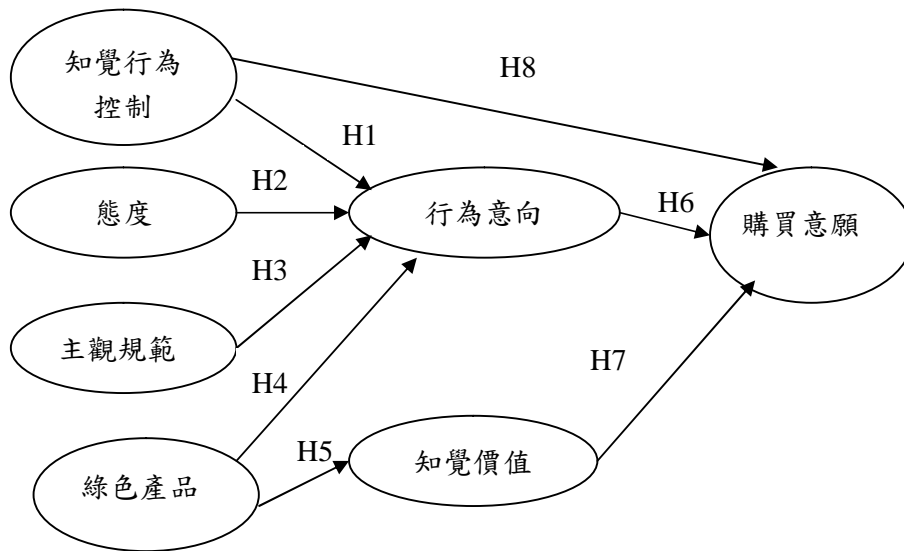 知覺行為
控制
H8
H1
態度
H2
行為意向
H6
購買意願
H3
主觀規範
H4
H7
綠色產品
H5
知覺價值